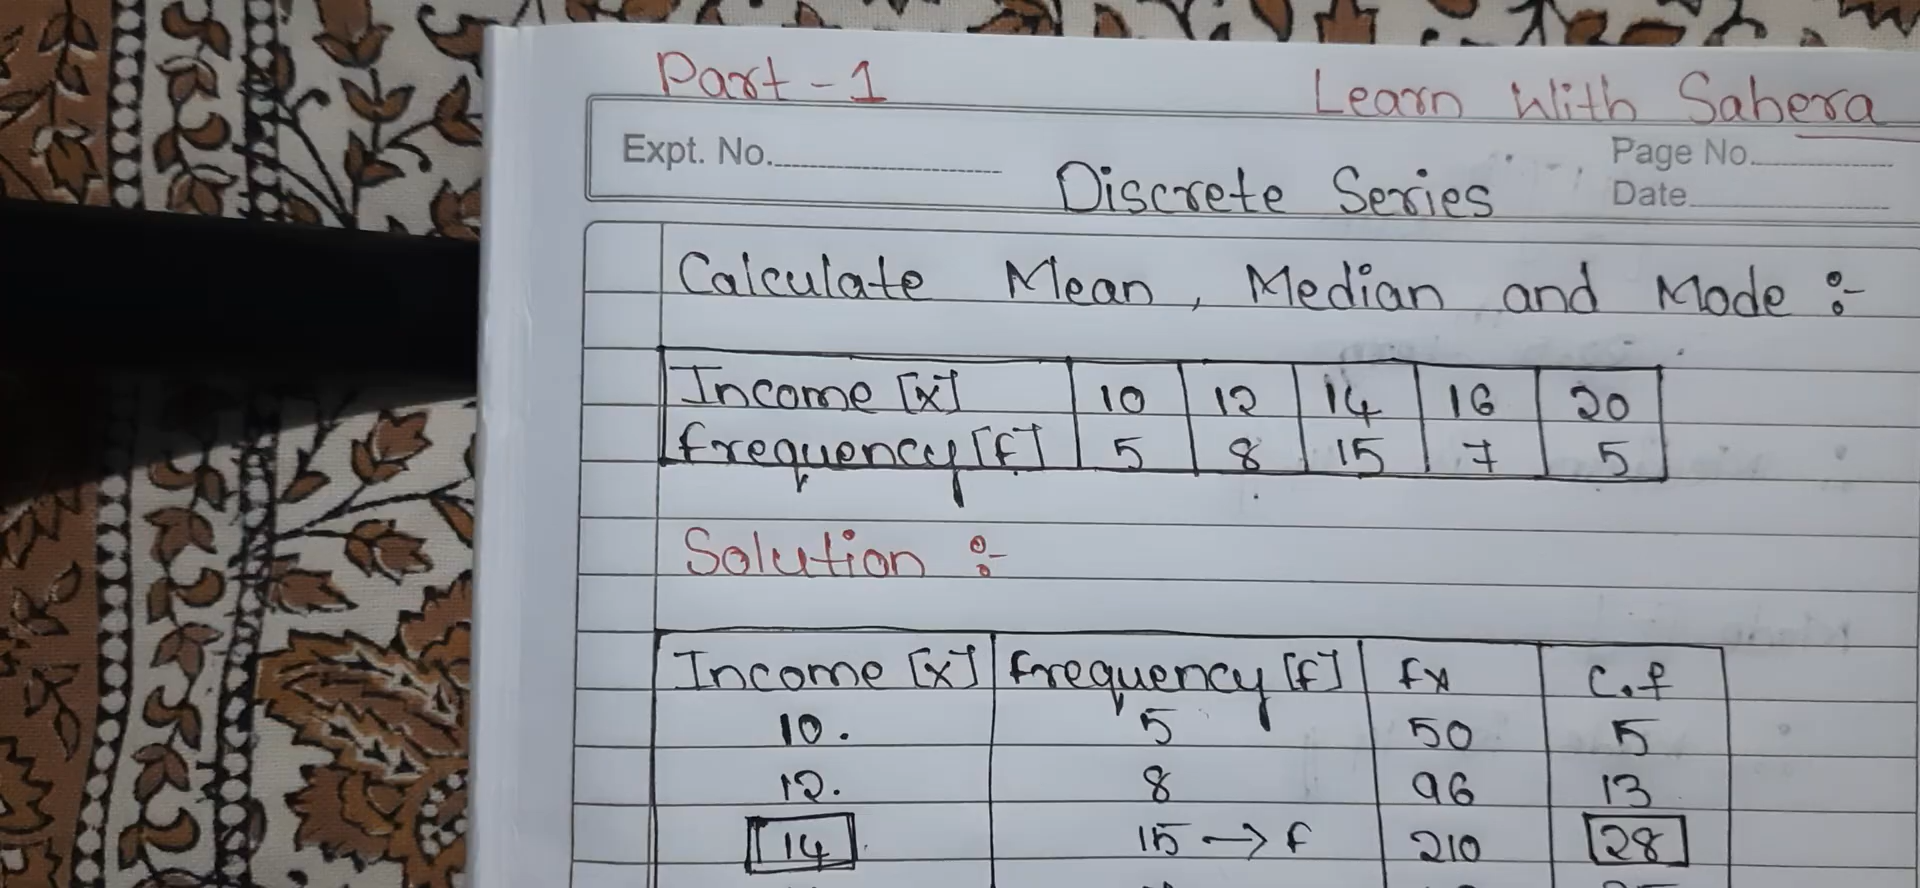 Part - 1 Learn With Sahera
Expt. No. Page No.
Discrete Series Date
Calculate Mean, Median and Mode :-
Income [x] 10 12 14 16 20
frequency [f] 5 8 15 7 5
Solution :-
Income [x] frequency [f] fx c.f
10. 5 50 5
12. 8 96 13
14 15 → f 210 28